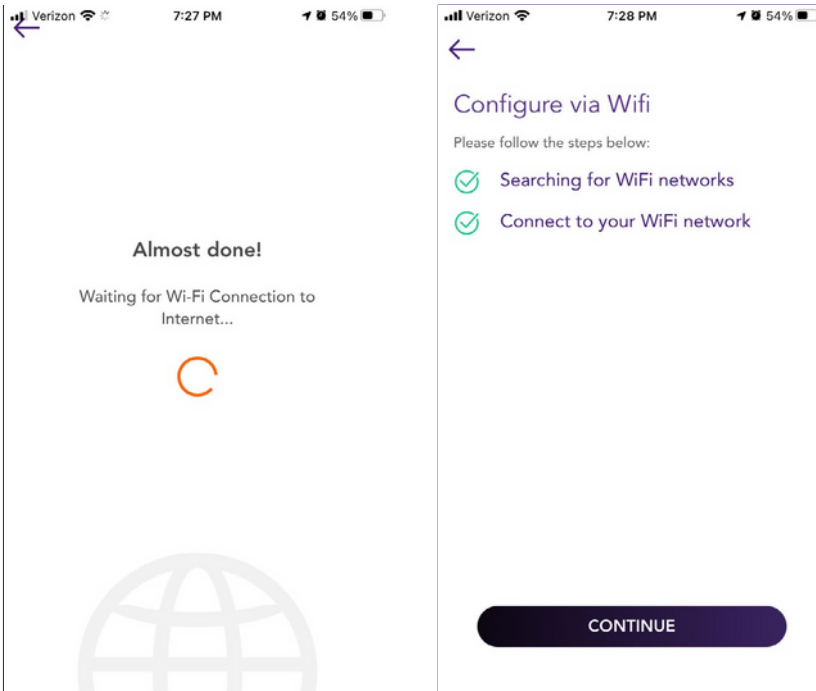 Verizon 7:27 PM 54%
Almost done!
Waiting for Wi-Fi Connection to
Internet...
Verizon 7:28 PM 54%
Configure via Wifi
Please follow the steps below:
Searching for WiFi networks
Connect to your WiFi network
CONTINUE